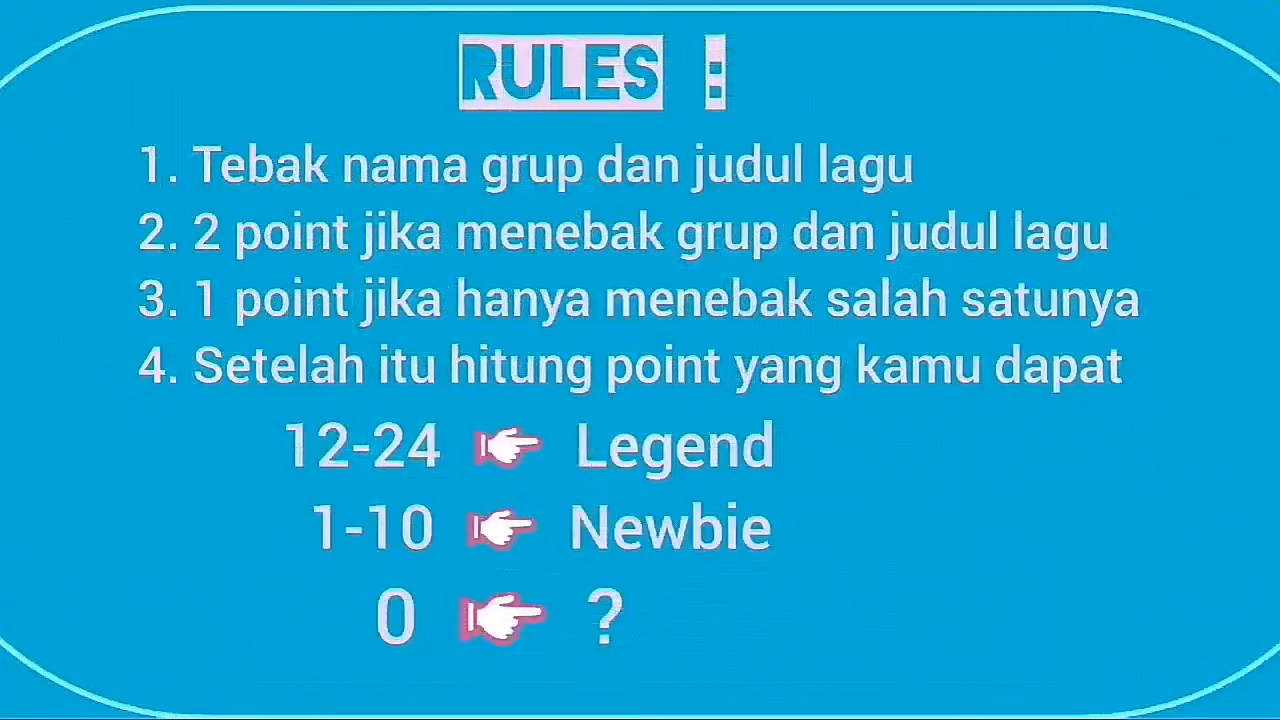 RULES :
1. Tebak nama grup dan judul lagu
2. 2 point jika menebak grup dan judul lagu
3. 1 point jika hanya menebak salah satunya
4. Setelah itu hitung point yang kamu dapat
12-24 👉 Legend
1-10 👉 Newbie
0 👉 ?